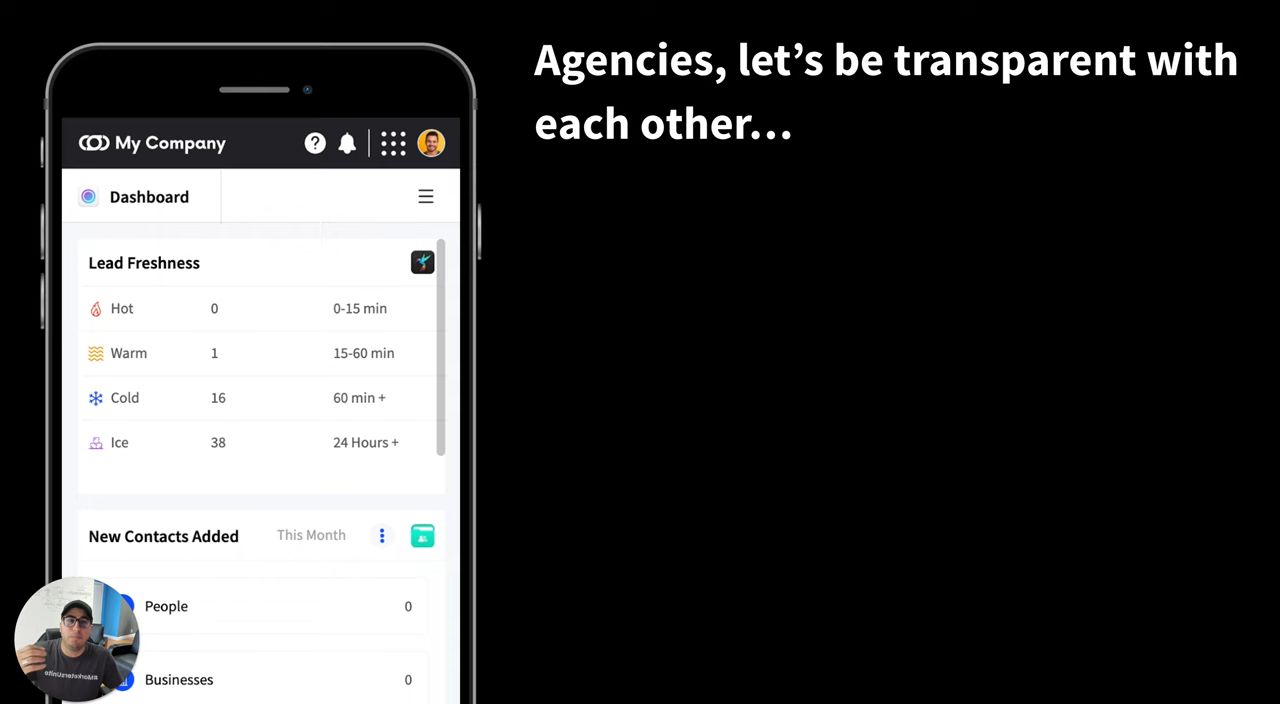 Agencies, let’s be transparent with
each other...
My Company
?
Dashboard
Lead Freshness
Hot 0 0-15 min
Warm 1 15-60 min
Cold 16 60 min +
Ice 38 24 Hours +
New Contacts Added This Month
People 0
Businesses 0